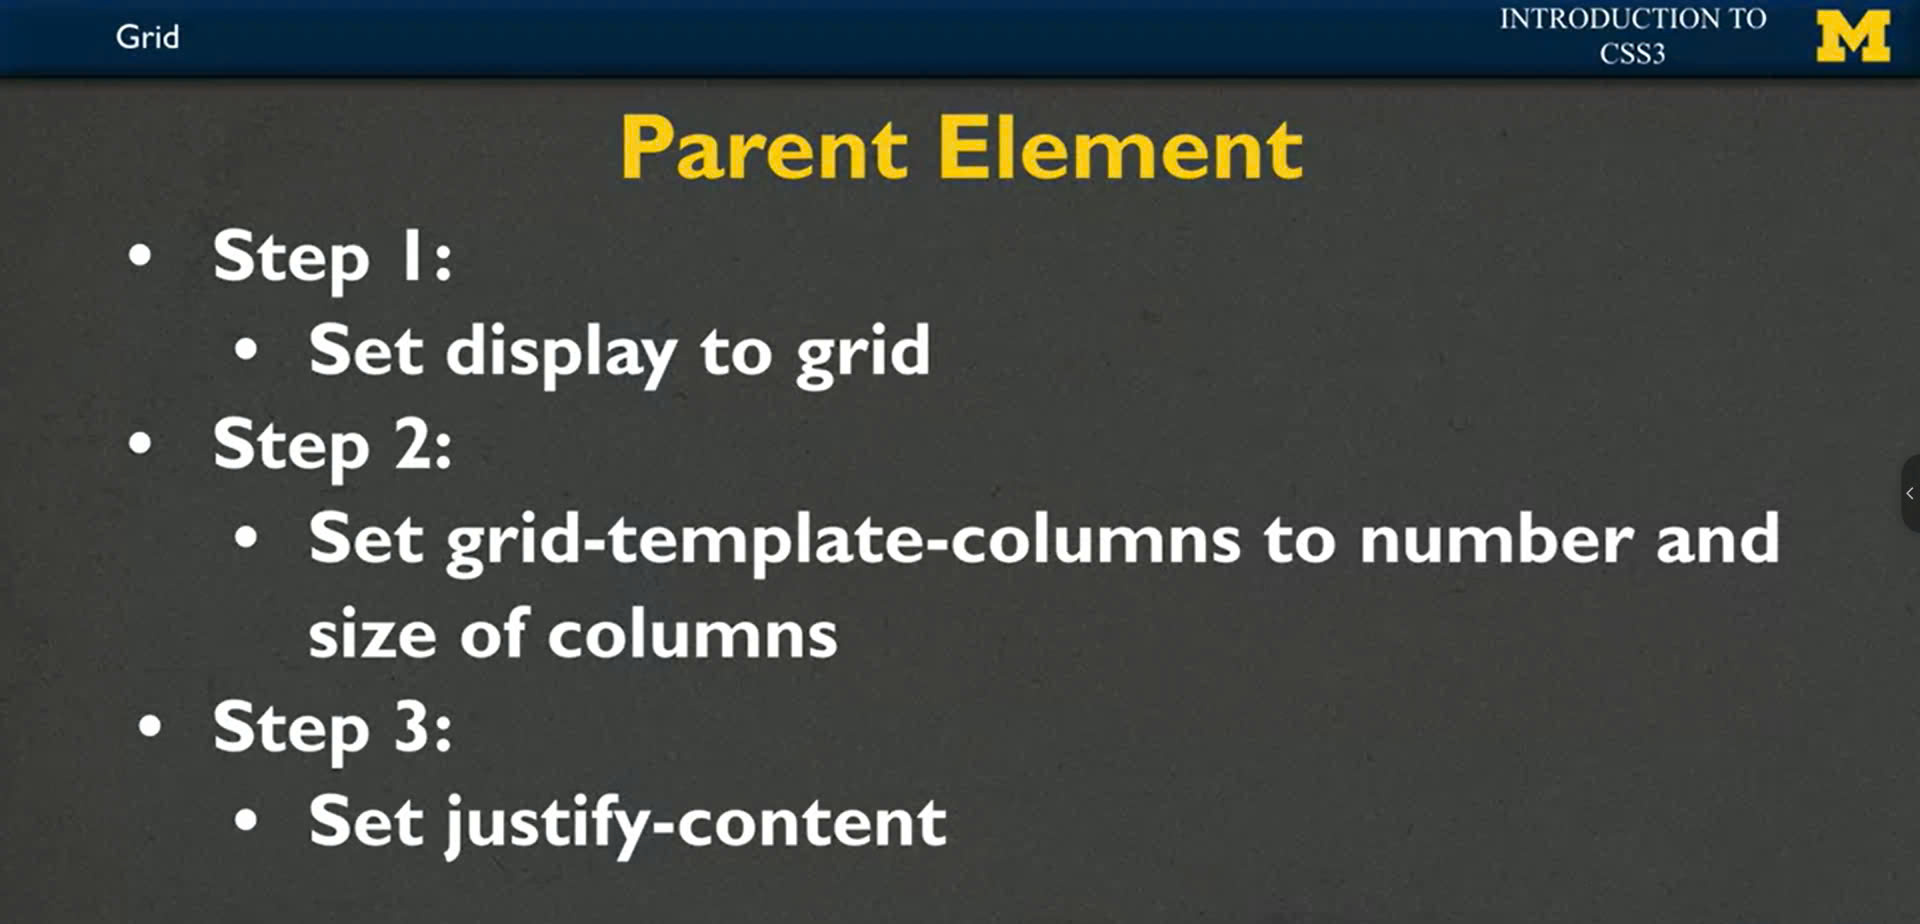 Grid
INTRODUCTION TO
CSS3
M
Parent Element
• Step 1:
• Set display to grid
• Step 2:
• Set grid-template-columns to number and
size of columns
• Step 3:
• Set justify-content